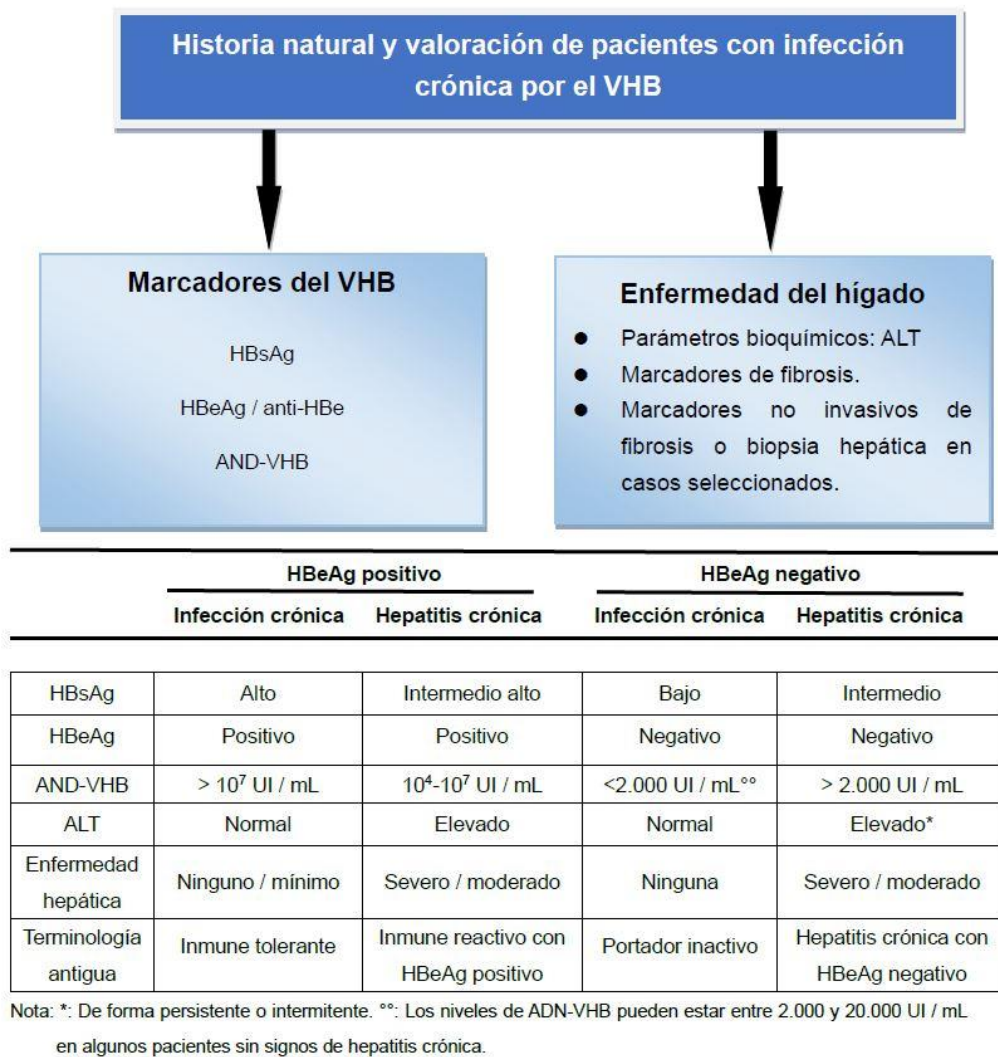 Historia natural y valoración de pacientes con infección
crónica por el VHB
Marcadores del VHB
HBsAg
HBeAg / anti-HBe
AND-VHB
Enfermedad del hígado
● Parámetros bioquímicos: ALT
● Marcadores de fibrosis.
● Marcadores no invasivos de
fibrosis o biopsia hepática en
casos seleccionados.
HBeAg positivo HBeAg negativo
Infección crónica Hepatitis crónica Infección crónica Hepatitis crónica
HBsAg Alto Intermedio alto Bajo Intermedio
HBeAg Positivo Positivo Negativo Negativo
AND-VHB > 10⁷ UI / mL 10⁴-10⁷ UI / mL <2.000 UI / mL°° > 2.000 UI / mL
ALT Normal Elevado Normal Elevado*
Enfermedad
hepática Ninguno / mínimo Severo / moderado Ninguna Severo / moderado
Terminología
antigua Inmune tolerante Inmune reactivo con
HBeAg positivo Portador inactivo Hepatitis crónica con
HBeAg negativo
Nota: *: De forma persistente o intermitente. °°: Los niveles de ADN-VHB pueden estar entre 2.000 y 20.000 UI / mL
en algunos pacientes sin signos de hepatitis crónica.